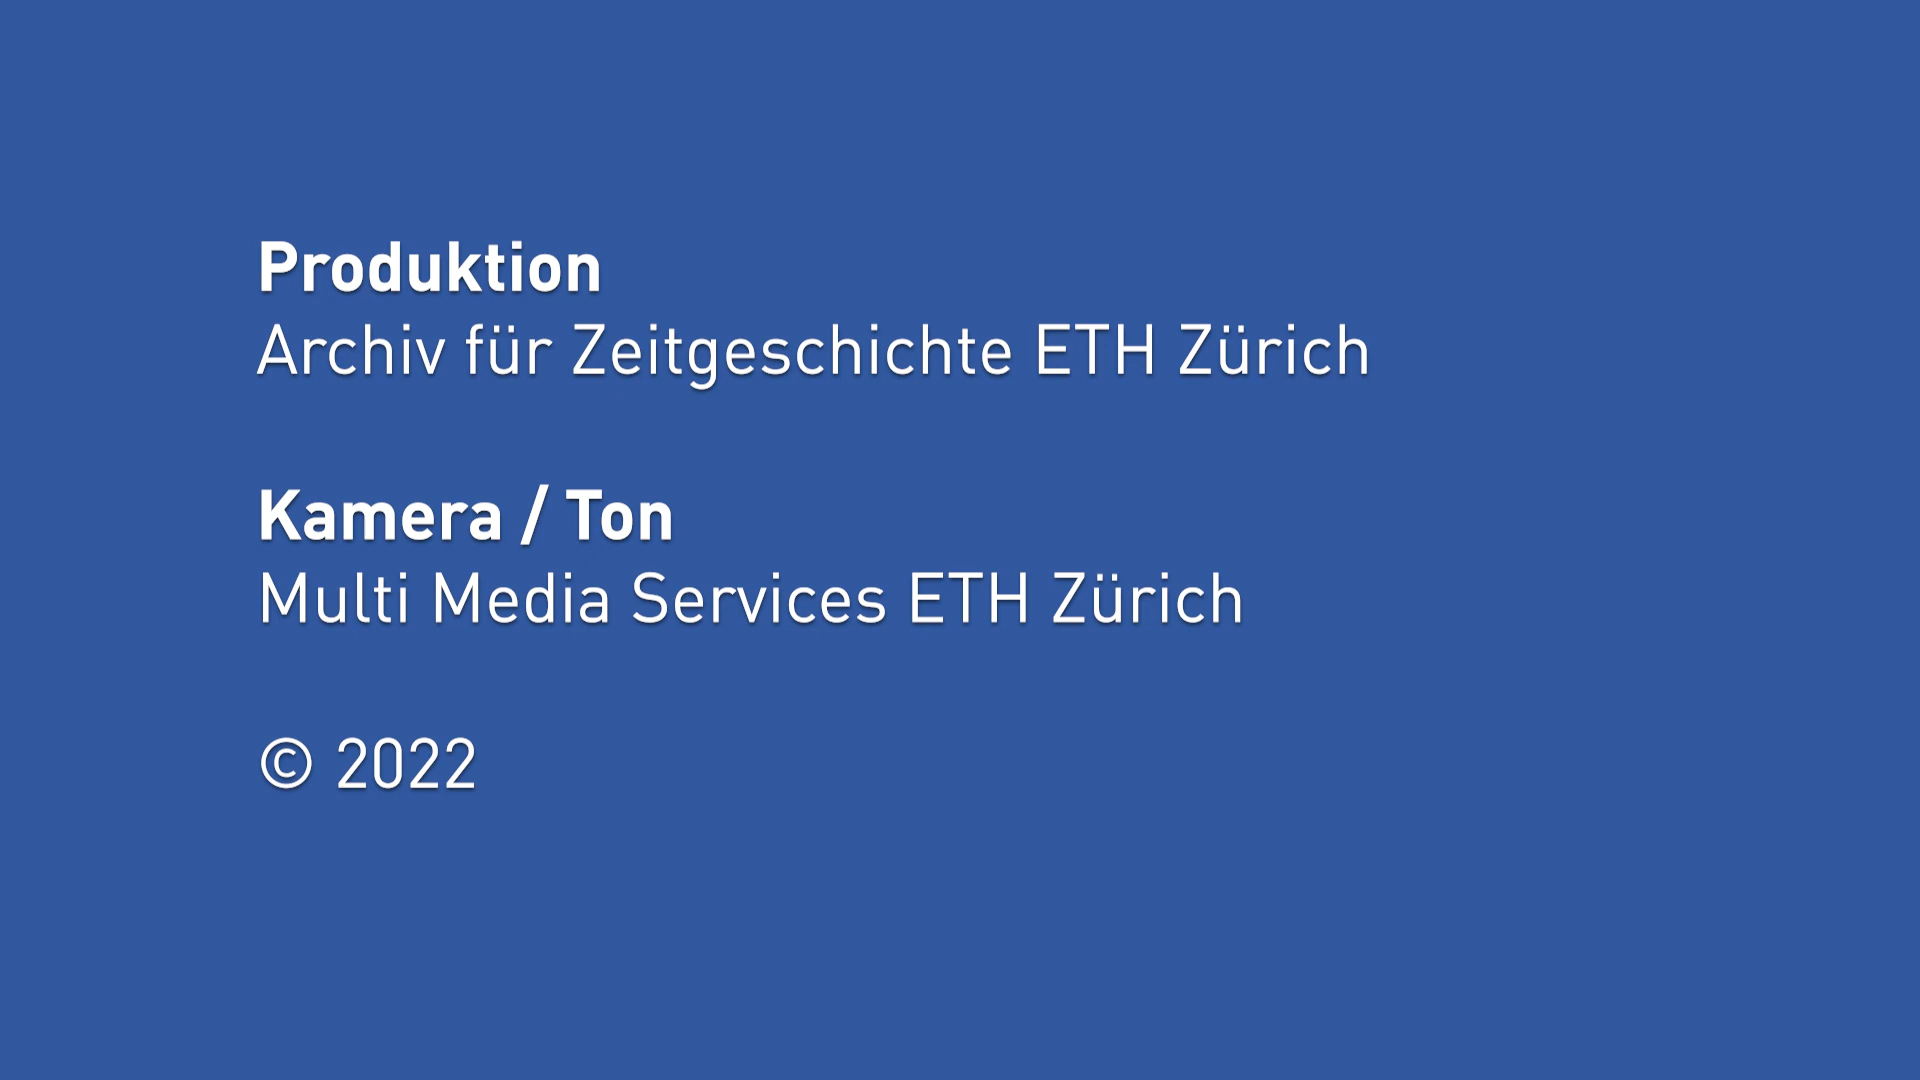 Produktion
Archiv für Zeitgeschichte ETH Zürich
Kamera / Ton
Multi Media Services ETH Zürich
© 2022